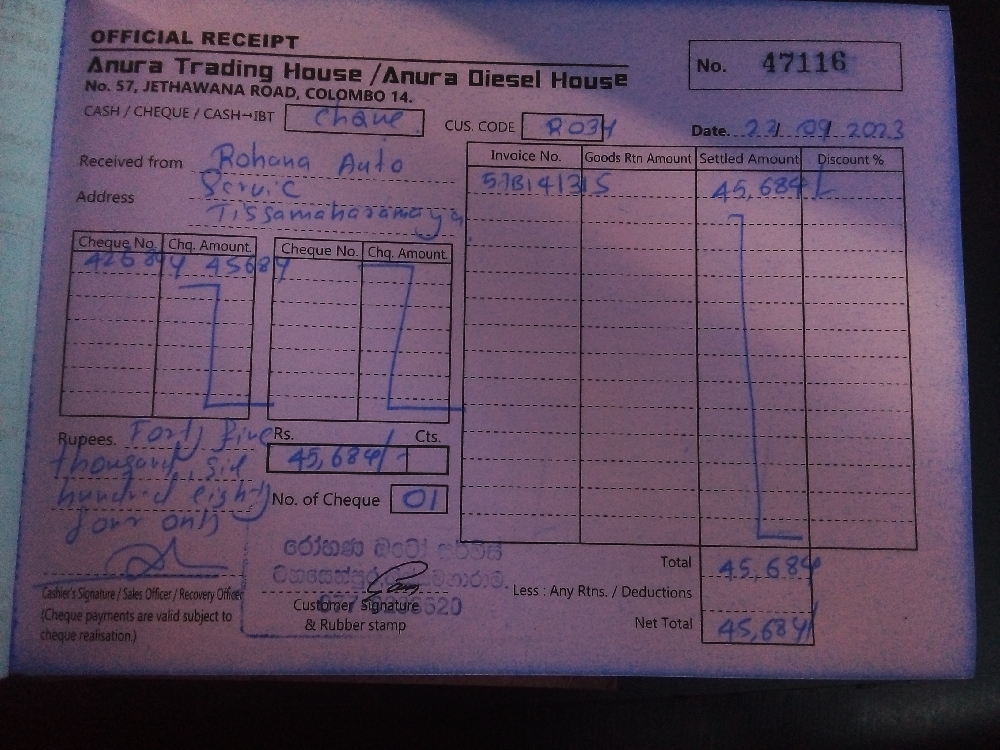 OFFICIAL RECEIPT
Anura Trading House /Anura Diesel House
No. 57, JETHAWANA ROAD, COLOMBO 14.
No. 47116
CASH / CHEQUE / CASH→IBT
CUS. CODE R034
Date. 23/ 09/ 2023
Received from Rohana Auto
Servic
Address
Tissamaharamaya
Invoice No. Goods Rtn Amount Settled Amount Discount %
45,684/
Cheque No. Chq. Amount. Cheque No. Chq. Amount.
45684
Rupees. Forty five
thousand, six
hundred eighty
four only
Rs. Cts.
45,684/-
No. of Cheque 01
රෝහණ ඔටෝ සර්විස්
Cashier's Signature / Sales Officer / Recovery Officer
(Cheque payments are valid subject to
cheque realisation.)
Customer Signature
& Rubber stamp
Total 45,684
Less : Any Rtns. / Deductions
Net Total 45,684/